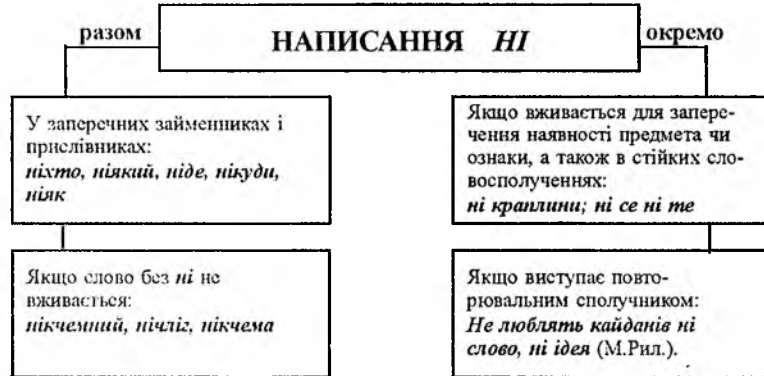 разом
НАПИСАННЯ НІ
окремо
У заперечних займенниках і
прислівниках:
ніхто, ніякий, ніде, нікуди,
ніяк
Якщо слово без ні не
вживається:
нікчемний, нічліг, нікчема
Якщо вживається для запере-
чення наявності предмета чи
ознаки, а також в стійких сло-
восполученнях:
ні краплини; ні се ні те
Якщо виступає повто-
рювальним сполучником:
Не люблять кайданів ні
слово, ні ідея (М.Рил.).